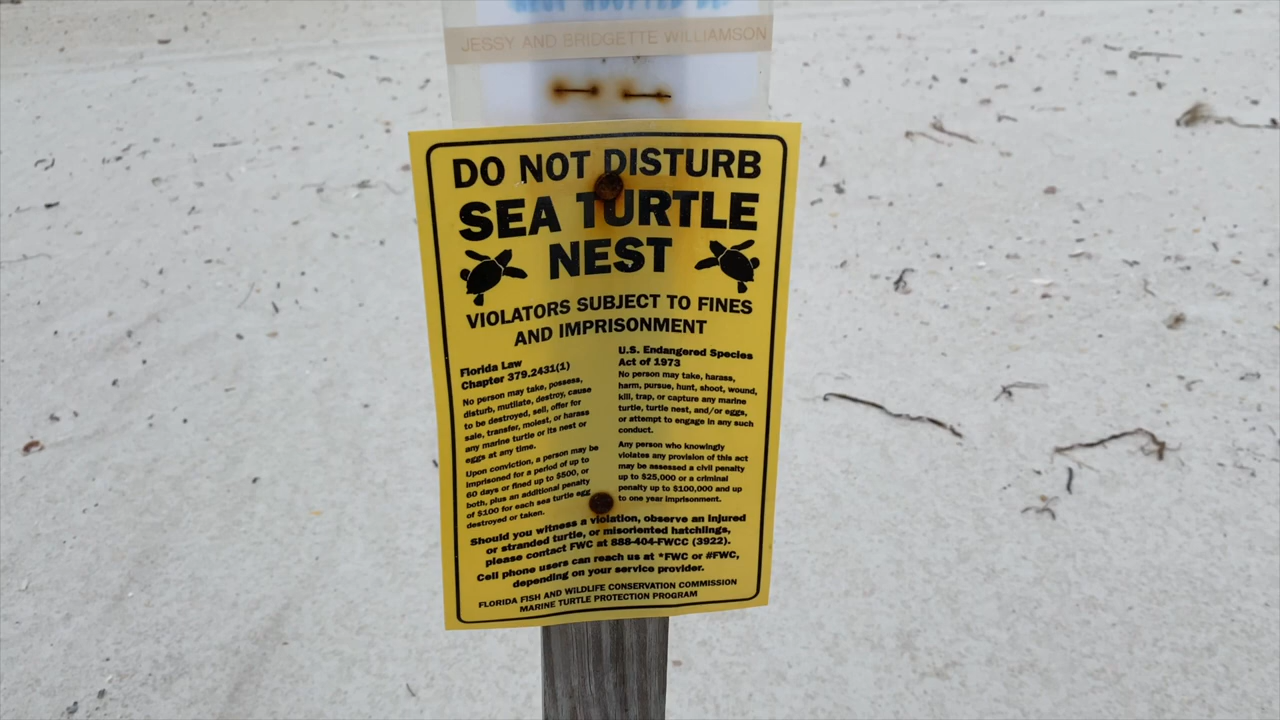 NEST ADOPTED BY:
JESSY AND BRIDGETTE WILLIAMSON
DO NOT DISTURB
SEA TURTLE
NEST
VIOLATORS SUBJECT TO FINES
AND IMPRISONMENT
Florida Law
Chapter 379.2431(1)
No person may take, possess,
disturb, mutilate, destroy, cause
to be destroyed, sell, offer for
sale, transfer, molest, or harass
any marine turtle or its nest or
eggs at any time.
Upon conviction, a person may be
imprisoned for a period of up to
60 days or fined up to $500, or
both, plus an additional penalty
of $100 for each sea turtle egg
destroyed or taken.
U.S. Endangered Species
Act of 1973
No person may take, harass,
harm, pursue, hunt, shoot, wound,
kill, trap, or capture any marine
turtle, turtle nest, and/or eggs,
or attempt to engage in any such
conduct.
Any person who knowingly
violates any provision of this act
may be assessed a civil penalty
up to $25,000 or a criminal
penalty up to $100,000 and up
to one year imprisonment.
Should you witness a violation, observe an injured
or stranded turtle, or misoriented hatchlings,
please contact FWC at 888-404-FWCC (3922).
Cell phone users can reach us at *FWC or #FWC,
depending on your service provider.
FLORIDA FISH AND WILDLIFE CONSERVATION COMMISSION
MARINE TURTLE PROTECTION PROGRAM